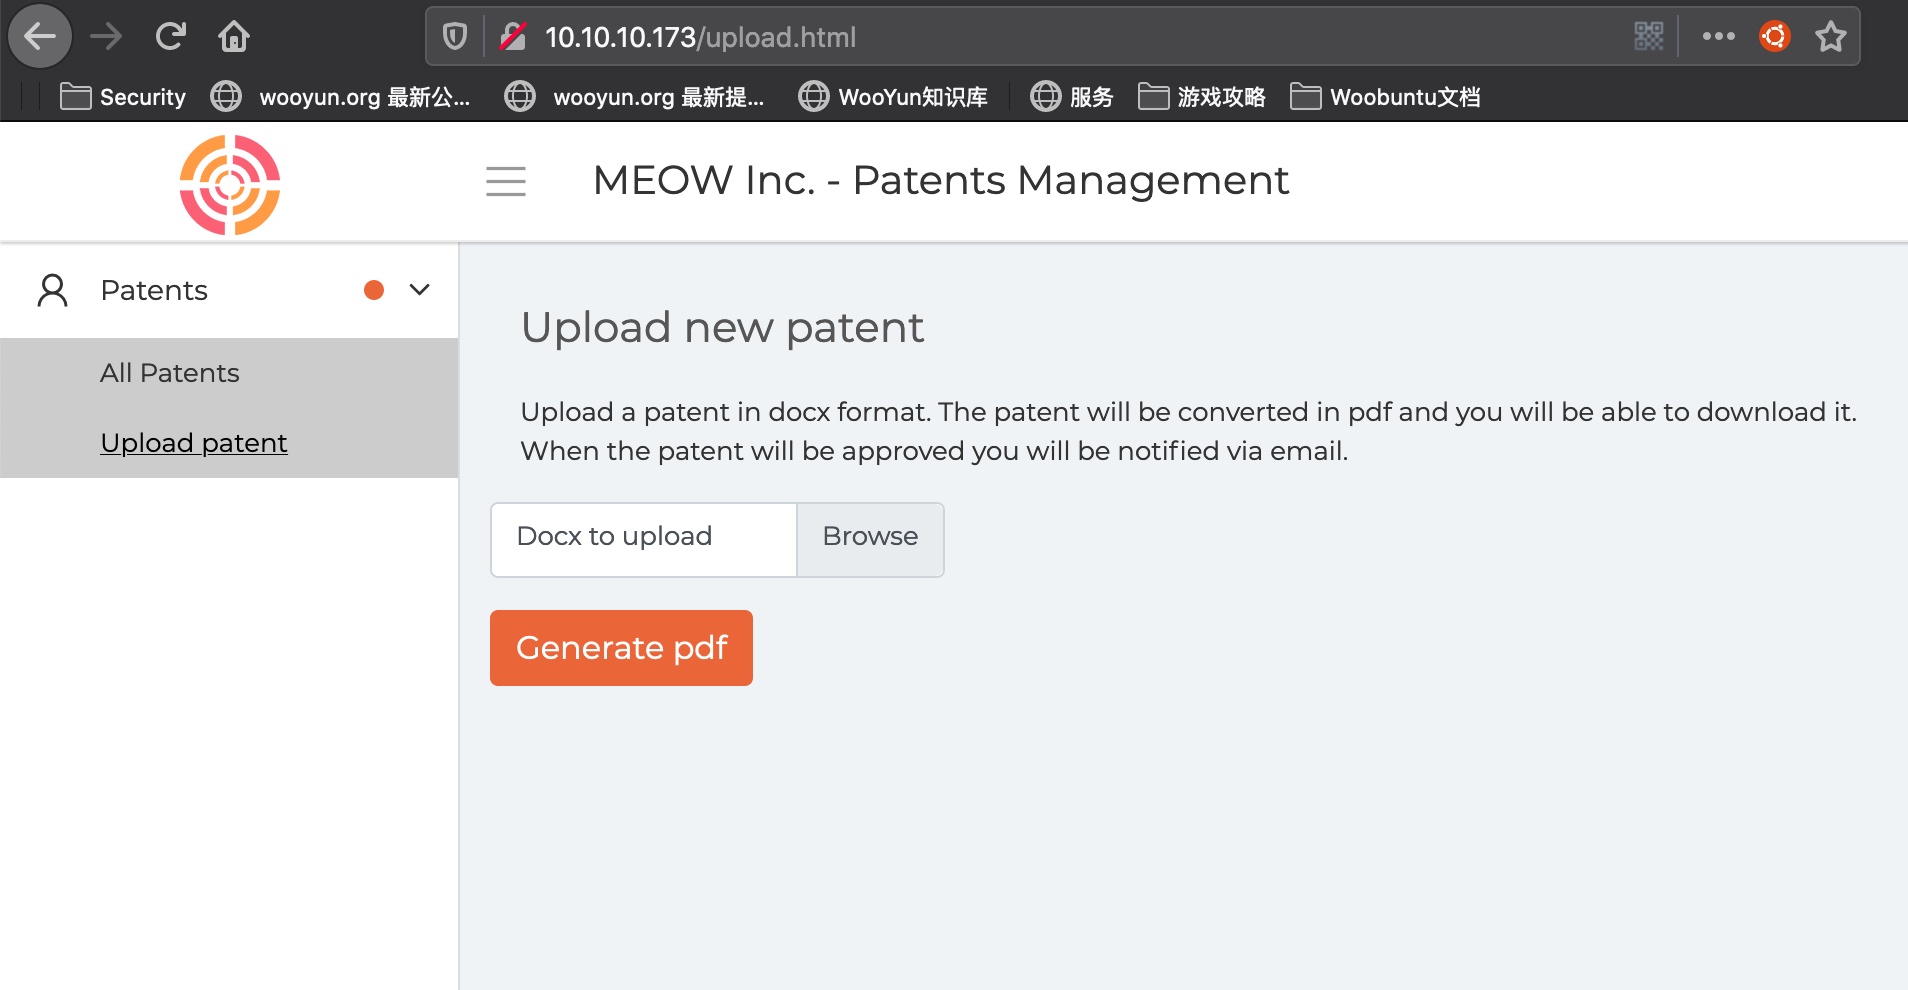 10.10.10.173/upload.html
Security wooyun.org 最新公... wooyun.org 最新提... WooYun知识库 服务 游戏攻略 Woobuntu文档
MEOW Inc. - Patents Management
Patents
All Patents
Upload patent
Upload new patent
Upload a patent in docx format. The patent will be converted in pdf and you will be able to download it.
When the patent will be approved you will be notified via email.
Docx to upload Browse
Generate pdf